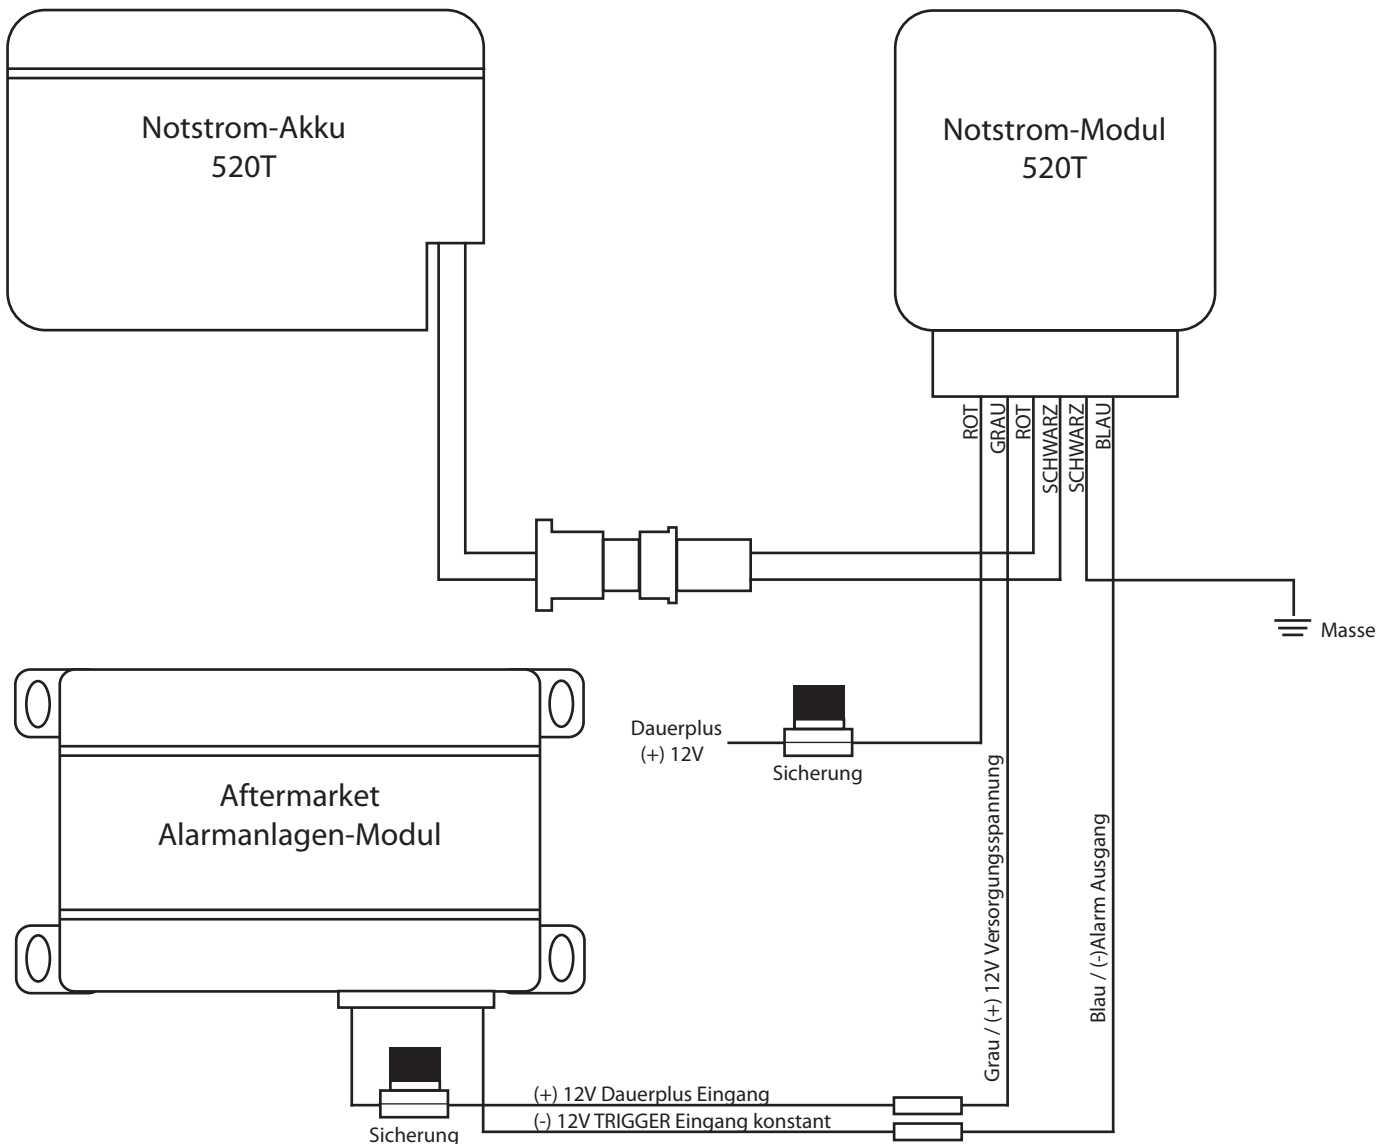 Notstrom-Akku
520T
Notstrom-Modul
520T
ROT
GRAU
ROT
SCHWARZ
SCHWARZ
BLAU
Masse
Dauerplus
(+) 12V
Sicherung
Aftermarket
Alarmanlagen-Modul
Grau / (+) 12V Versorgungsspannung
Blau / (-)Alarm Ausgang
(+) 12V Dauerplus Eingang
(-) 12V TRIGGER Eingang konstant
Sicherung